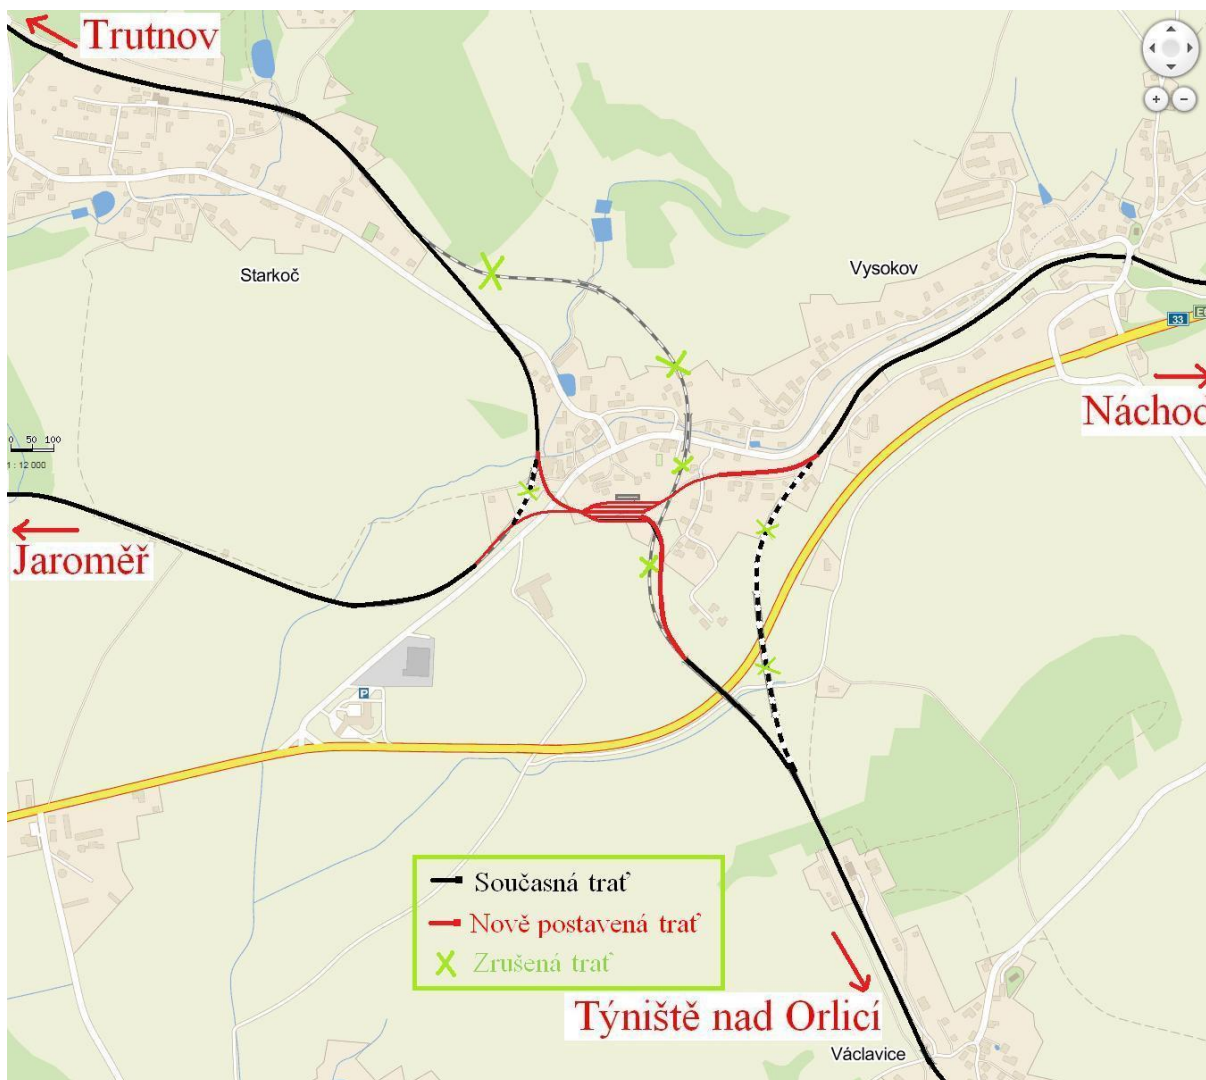 Trutnov
Starkoč
Vysokov
33
Náchod
0 50 100
1 : 12 000
Jaroměř
P
Současná trať
Nově postavená trať
Zrušená trať
Týniště nad Orlicí
Václavice